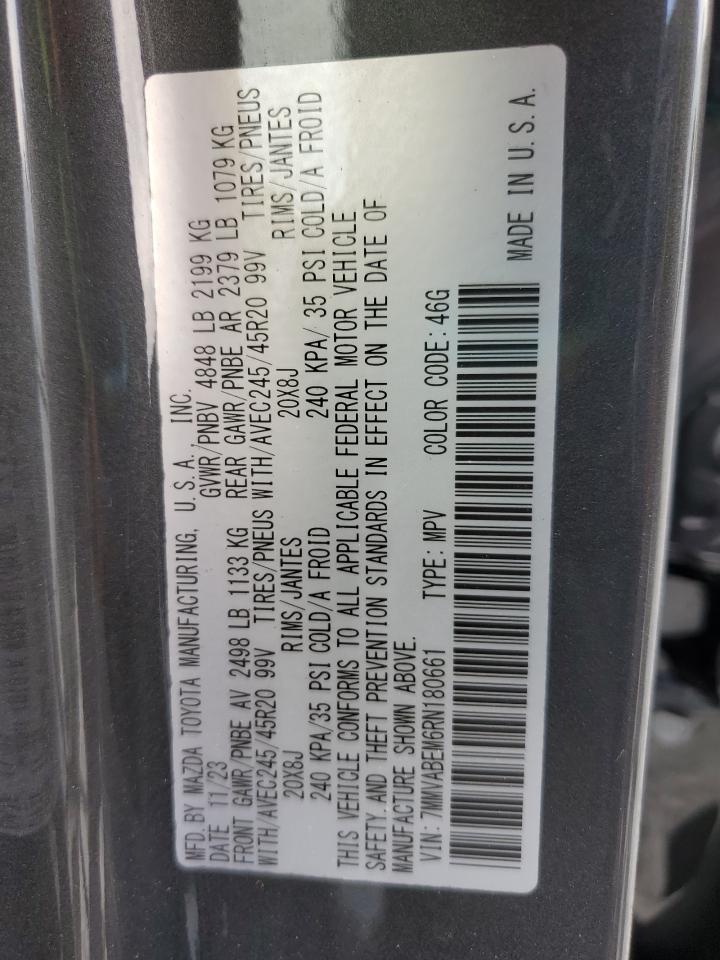 MFD. BY MAZDA TOYOTA MANUFACTURING, U.S.A., INC.
DATE 11/23 GVWR/PNBV 4848 LB 2199 KG
FRONT GAWR/PNBE AV 2498 LB 1133 KG REAR GAWR/PNBE AR 2379 LB 1079 KG
WITH/AVEC245/45R20 99V TIRES/PNEUS WITH/AVEC245/45R20 99V TIRES/PNEUS
20X8J RIMS/JANTES 20X8J RIMS/JANTES
240 KPA/35 PSI COLD/A FROID 240 KPA/ 35 PSI COLD/A FROID
THIS VEHICLE CONFORMS TO ALL APPLICABLE FEDERAL MOTOR VEHICLE
SAFETY AND THEFT PREVENTION STANDARDS IN EFFECT ON THE DATE OF
MANUFACTURE SHOWN ABOVE.
VIN: 7MMVABEM6RN180661 TYPE: MPV COLOR CODE: 46G
MADE IN U.S.A.